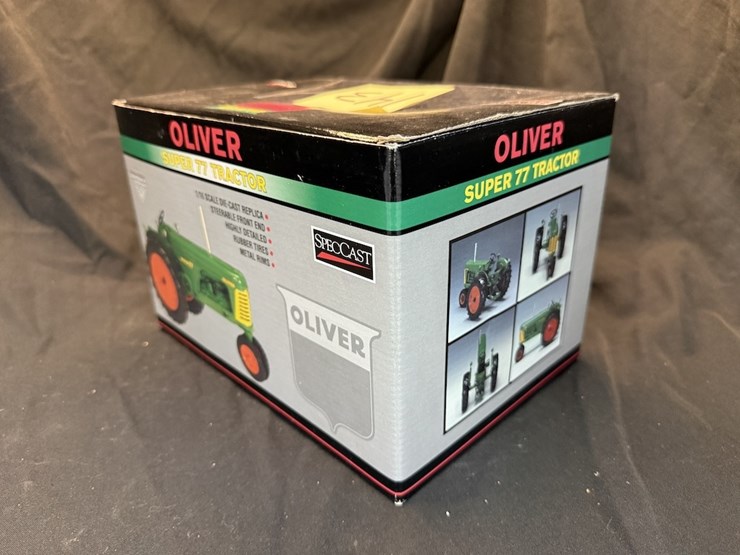 OLIVER
SUPER 77 TRACTOR
1/16 SCALE DIE-CAST REPLICA
STEERABLE FRONT END
HIGHLY DETAILED
RUBBER TIRES
METAL RIMS
SPECCAST
OLIVER
OLIVER
SUPER 77 TRACTOR